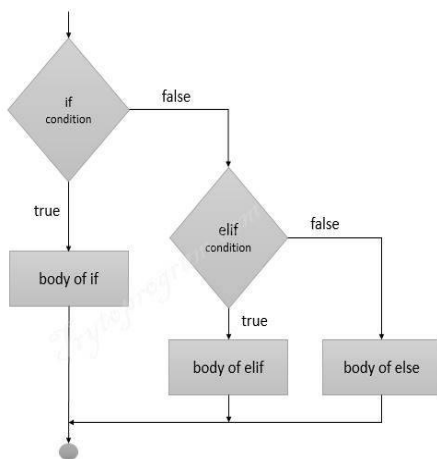 if
condition
false
true
elif
condition
false
body of if
true
body of elif
body of else